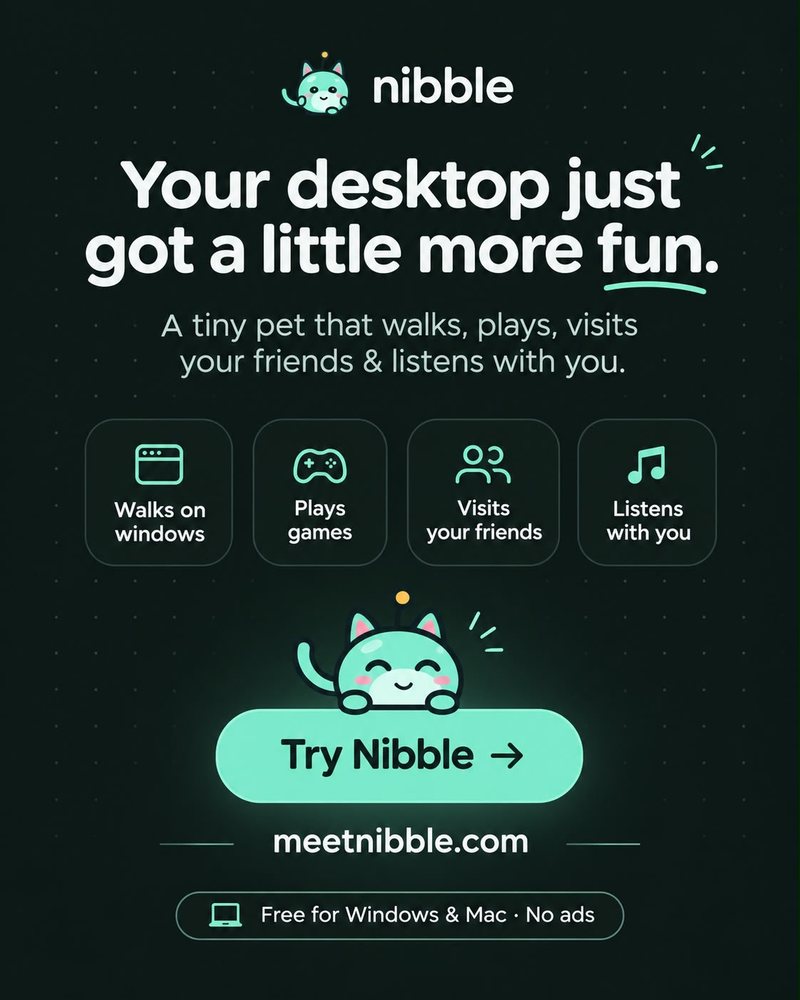 nibble
Your desktop just
got a little more fun.
A tiny pet that walks, plays, visits
your friends & listens with you.
Walks on
windows
Plays
games
Visits
your friends
Listens
with you
Try Nibble →
meetnibble.com
Free for Windows & Mac · No ads